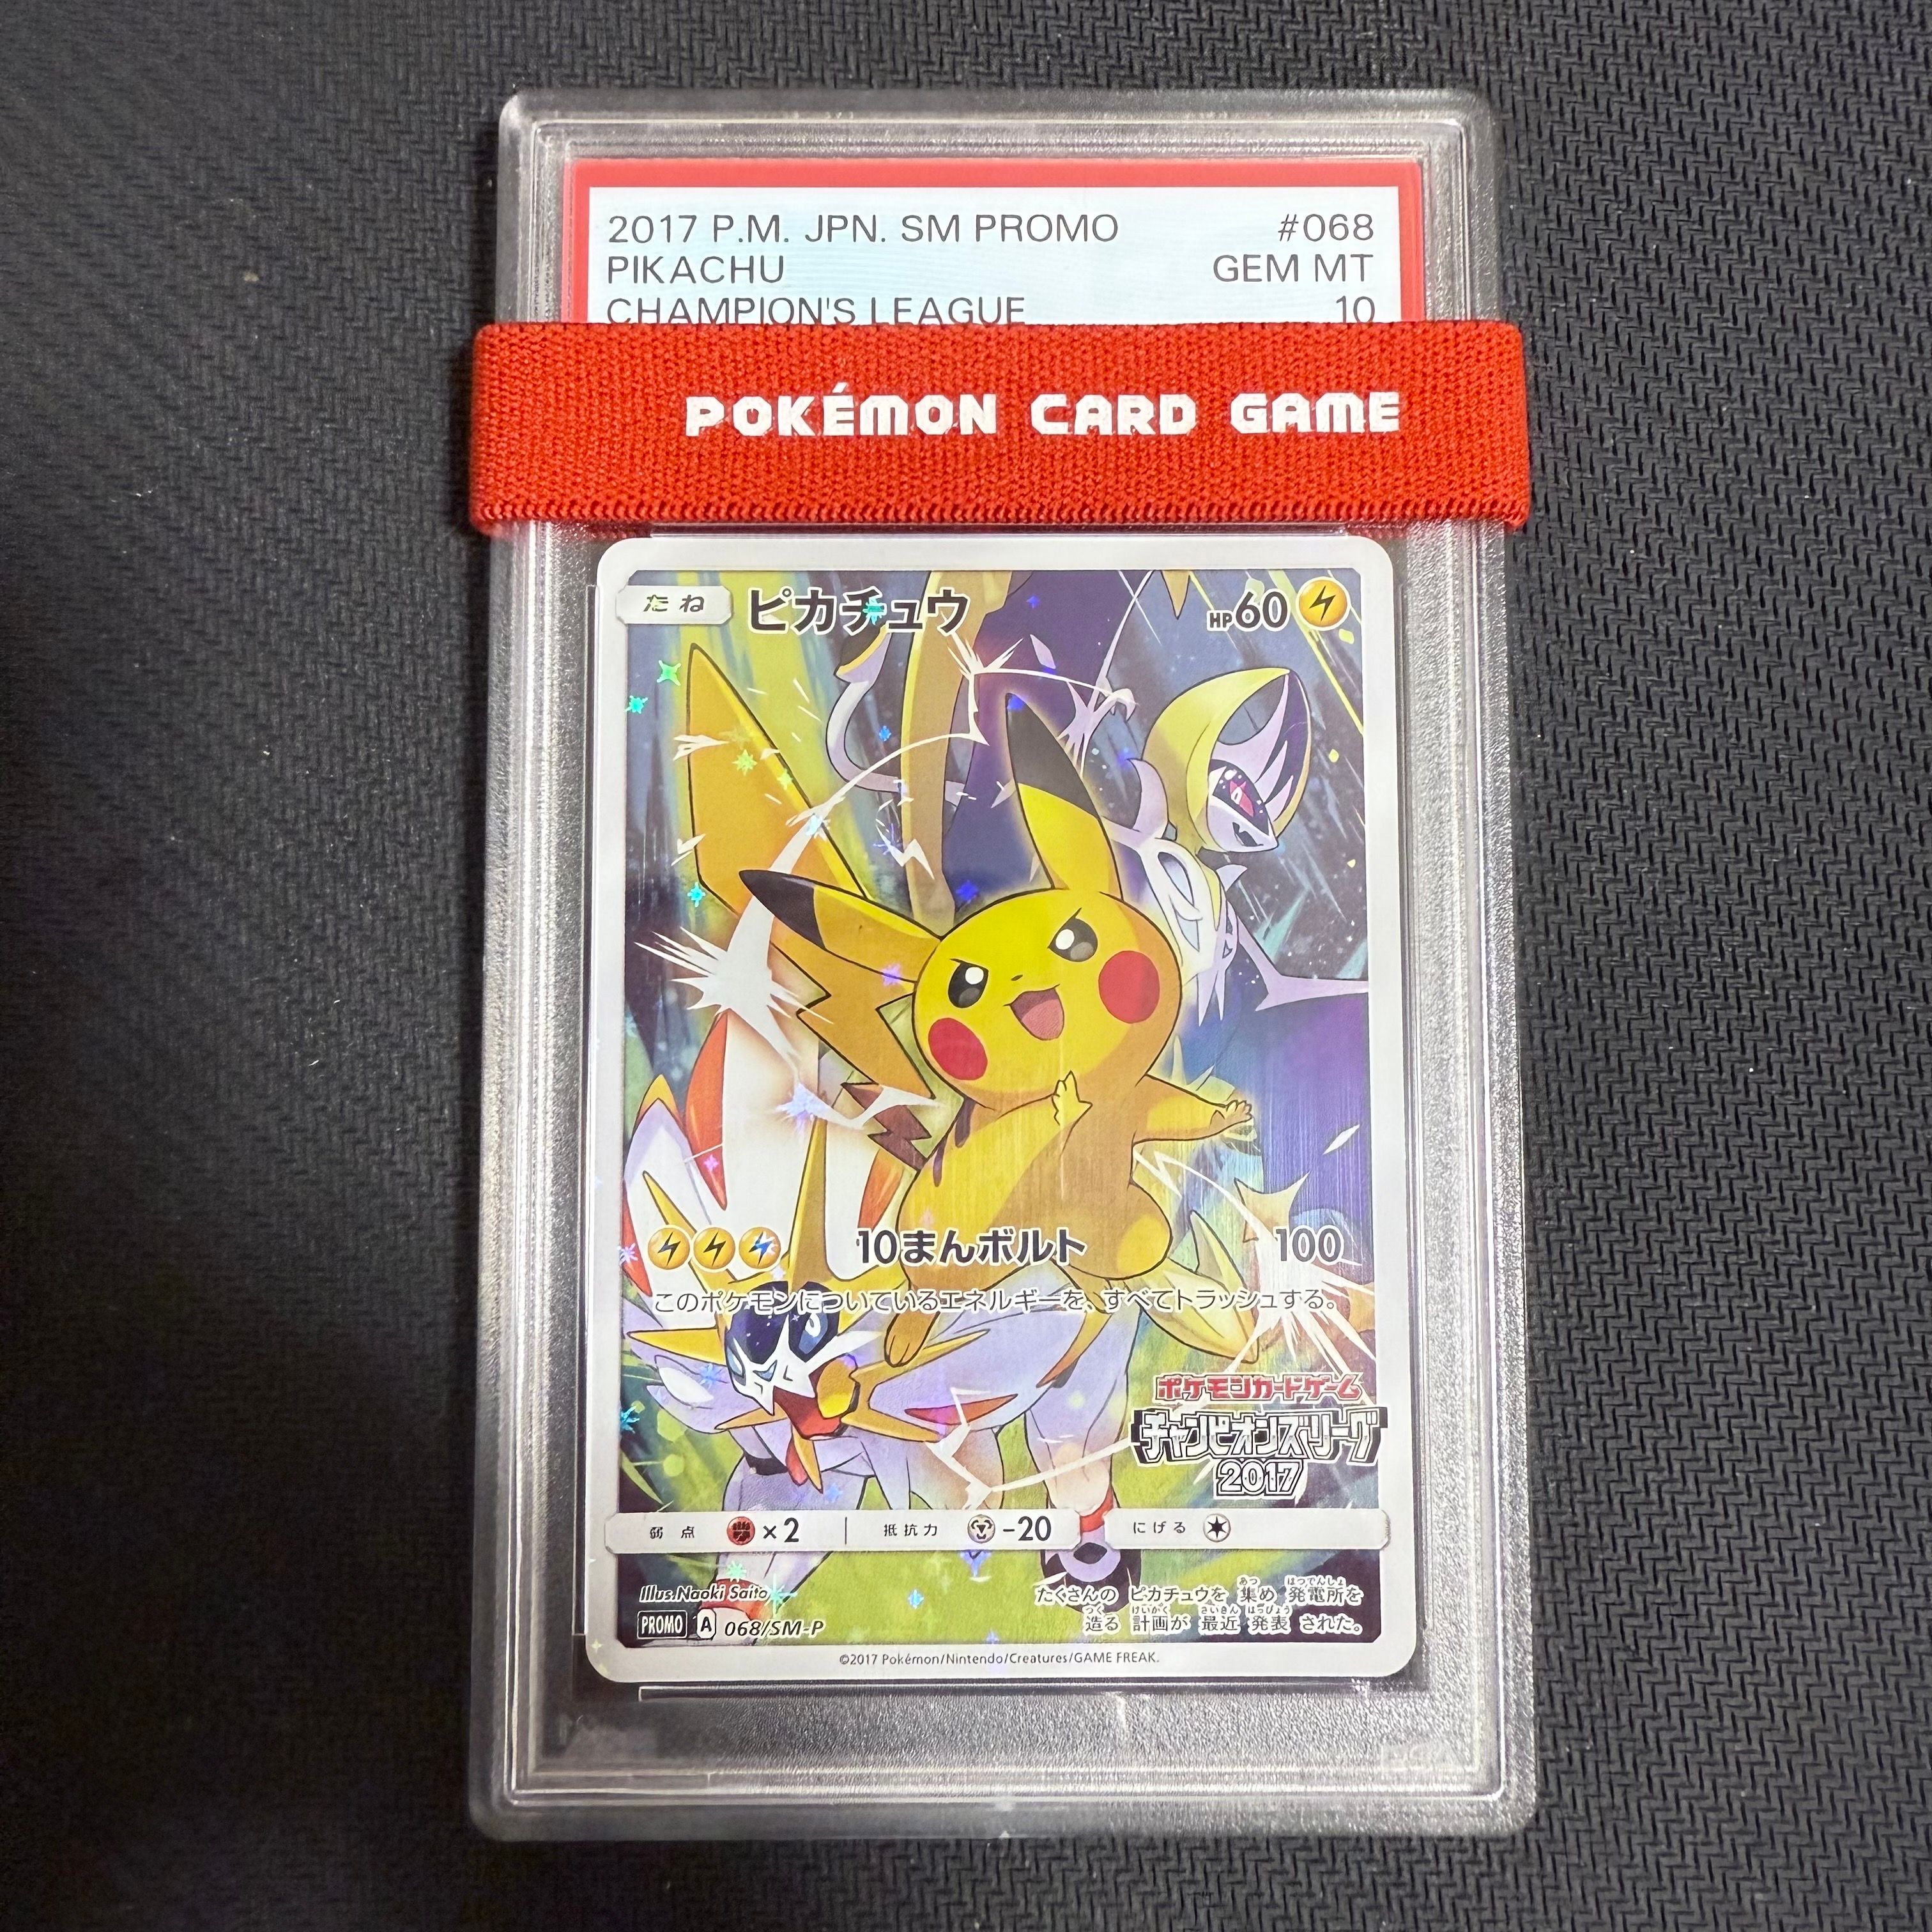 2017 P.M. JPN. SM PROMO #068
PIKACHU GEM MT
CHAMPION'S LEAGUE 10
POKÉMON CARD GAME
たね ピカチュウ HP60
10まんボルト 100
このポケモンについているエネルギーを、すべてトラッシュする。
ポケモンカードゲーム
チャンピオンズリーグ
2017
弱点 ×2 抵抗力 -20 にげる
Illus. Naoki Saito
PROMO A 068/SM-P
たくさんの ピカチュウを 集め 発電所を
造る 計画が 最近 発表 された。
©2017 Pokémon/Nintendo/Creatures/GAME FREAK.